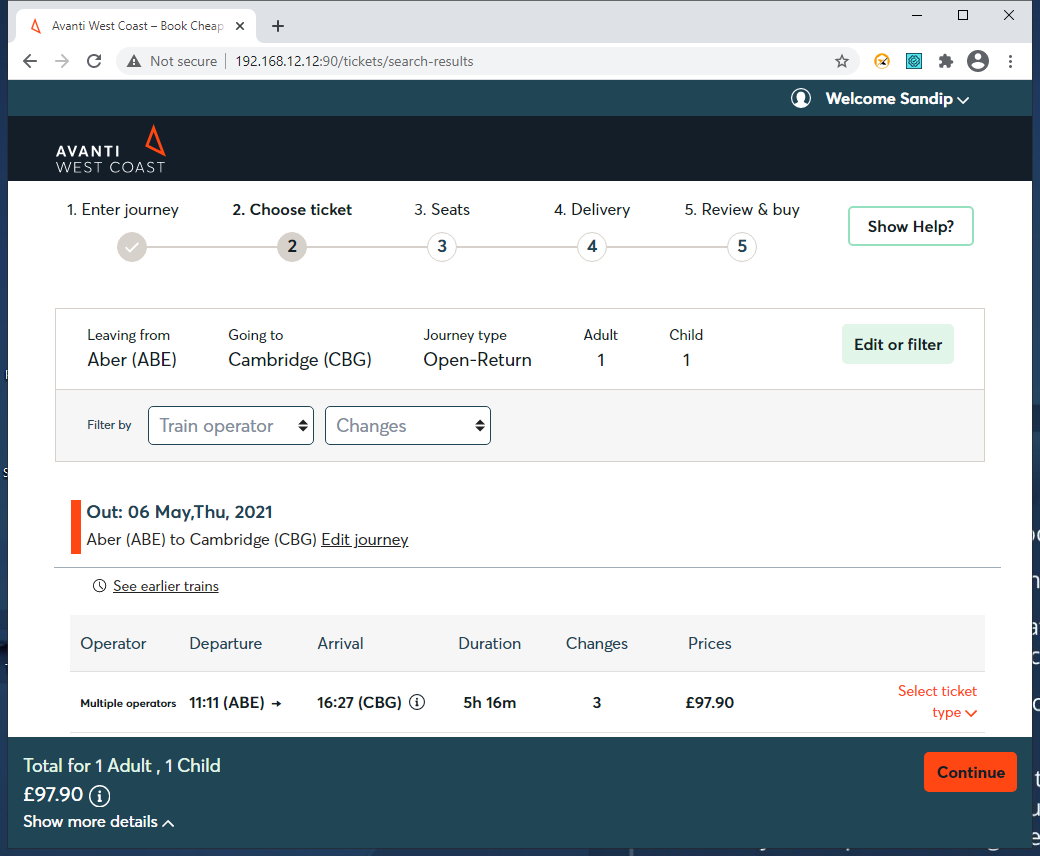 Avanti West Coast – Book Cheap
Not secure 192.168.12.12:90/tickets/search-results
Welcome Sandip
AVANTI
WEST COAST
1. Enter journey 2. Choose ticket 3. Seats 4. Delivery 5. Review & buy
Show Help?
2 3 4 5
Leaving from Going to Journey type Adult Child
Aber (ABE) Cambridge (CBG) Open-Return 1 1
Edit or filter
Filter by Train operator Changes
Out: 06 May,Thu, 2021
Aber (ABE) to Cambridge (CBG) Edit journey
See earlier trains
Operator Departure Arrival Duration Changes Prices
Multiple operators 11:11 (ABE) → 16:27 (CBG) 5h 16m 3 £97.90
Select ticket
type
Total for 1 Adult , 1 Child
£97.90
Continue
Show more details